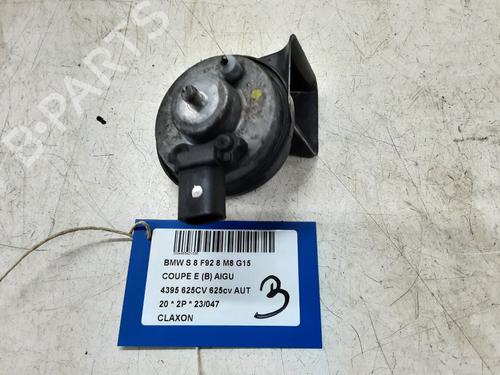 B-PARTS
BMW S 8 F92 8 M8 G15
COUPE E (B) AIGU
4395 625CV 625cv AUT
20 * 2P * 23/047
CLAXON
B